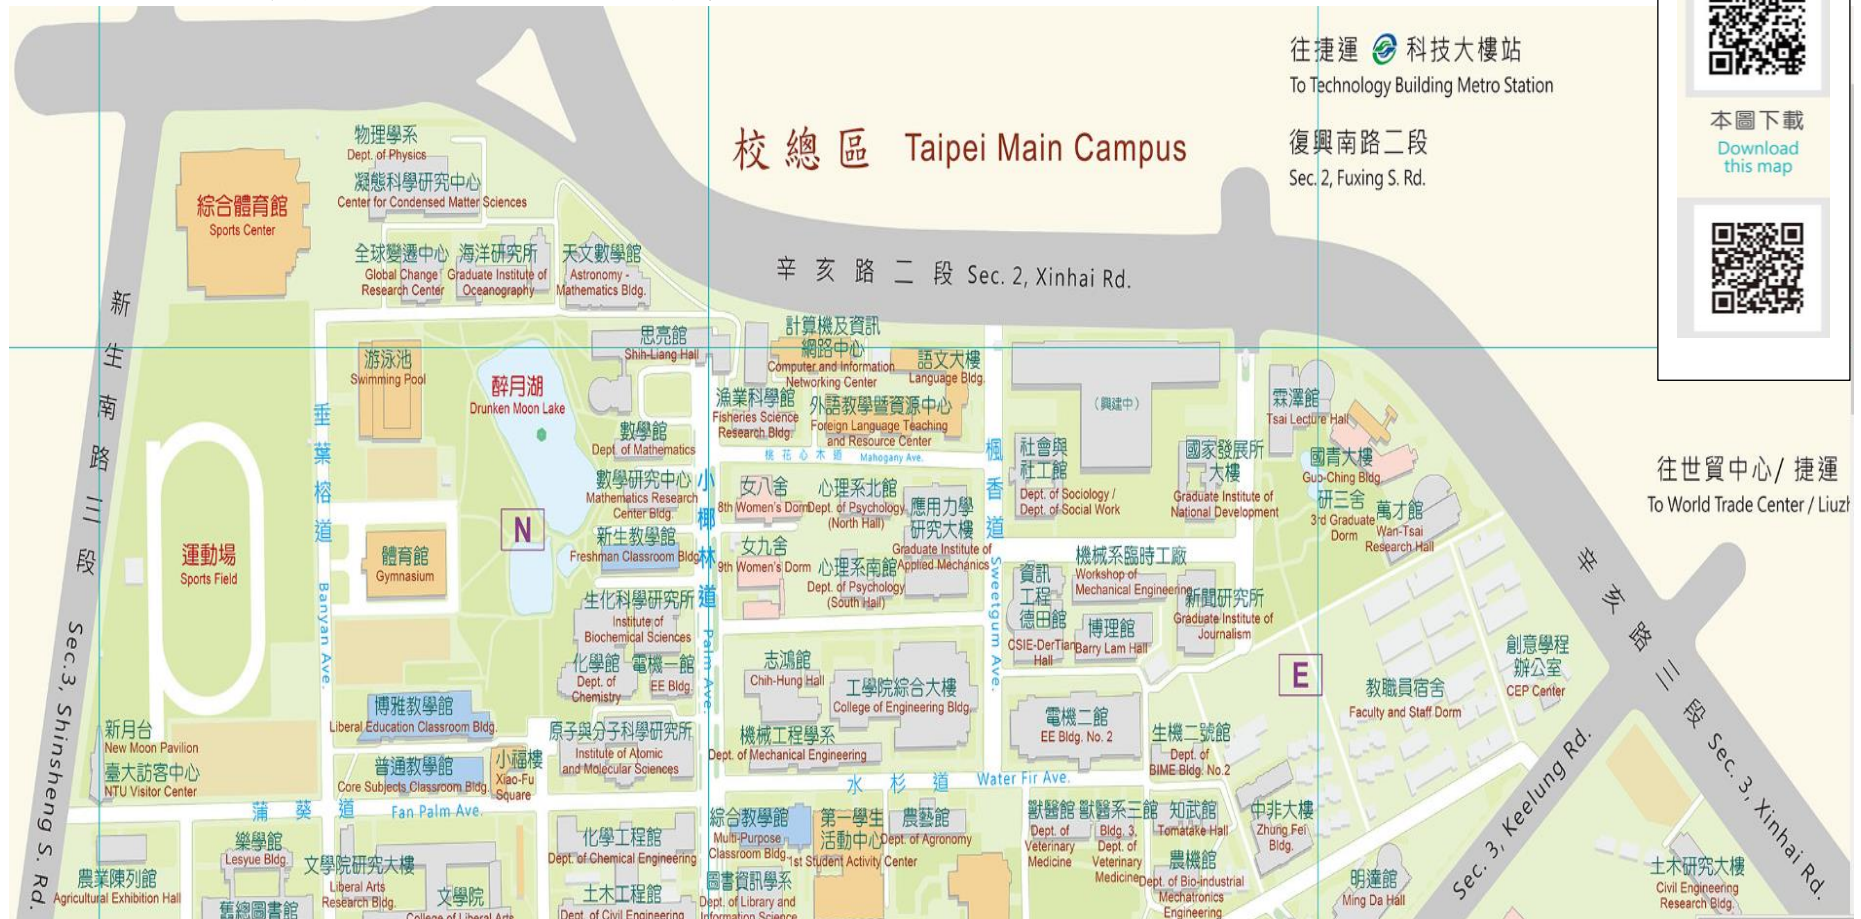 往捷運 科技大樓站
To Technology Building Metro Station
復興南路二段
Sec. 2, Fuxing S. Rd.
本圖下載
Download
this map
校總區 Taipei Main Campus
物理學系
Dept. of Physics
凝態科學研究中心
Center for Condensed Matter Sciences
綜合體育館
Sports Center
全球變遷中心
Global Change
Research Center
海洋研究所
Graduate Institute of
Oceanography
天文數學館
Astronomy -
Mathematics Bldg.
辛亥路二段 Sec. 2, Xinhai Rd.
新生南路三段
Sec.3, Shinsheng S. Rd.
思亮館
Shih-Liang Hall
計算機及資訊
網路中心
Computer and Information
Networking Center
語文大樓
Language Bldg.
游泳池
Swimming Pool
醉月湖
Drunken Moon Lake
漁業科學館
Fisheries Science
Research Bldg.
外語教學暨資源中心
Foreign Language Teaching
and Resource Center
(興建中)
霖澤館
Tsai Lecture Hall
垂葉榕道
Banyan Ave.
數學館
Dept. of Mathematics
桃花心木道 Mahogany Ave.
楓香道
Sweetgum Ave.
社會與
社工館
Dept. of Sociology /
Dept. of Social Work
國家發展所
大樓
Graduate Institute of
National Development
國青大樓
Guo-Ching Bldg.
往世貿中心/ 捷運
To World Trade Center / Liuzh
數學研究中心
Mathematics Research
Center Bldg.
小椰林道
Palm Ave.
女八舍
8th Women's Dorm
心理系北館
Dept. of Psychology
(North Hall)
應用力學
研究大樓
Graduate Institute of
Applied Mechanics
研三舍
3rd Graduate
Dorm
萬才館
Wan-Tsai
Research Hall
N
新生教學館
Freshman Classroom Bldg.
女九舍
9th Women's Dorm
心理系南館
Dept. of Psychology
(South Hall)
運動場
Sports Field
體育館
Gymnasium
機械系臨時工廠
Workshop of
Mechanical Engineering
資訊
工程
德田館
CSIE-DerTian
Hall
博理館
Barry Lam Hall
新聞研究所
Graduate Institute of
Journalism
辛亥路三段 Sec. 3, Xinhai Rd.
生化科學研究所
Institute of
Biochemical Sciences
化學館
Dept. of
Chemistry
電機一館
EE Bldg.
志鴻館
Chih-Hung Hall
工學院綜合大樓
College of Engineering Bldg.
E
教職員宿舍
Faculty and Staff Dorm
創意學程
辦公室
CEP Center
博雅教學館
Liberal Education Classroom Bldg.
新月台
New Moon Pavilion
臺大訪客中心
NTU Visitor Center
原子與分子科學研究所
Institute of Atomic
and Molecular Sciences
機械工程學系
Dept. of Mechanical Engineering
電機二館
EE Bldg. No. 2
生機二號館
Dept. of
BIME Bldg. No.2
普通教學館
Core Subjects Classroom Bldg.
小福樓
Xiao-Fu
Square
水杉道 Water Fir Ave.
蒲葵道 Fan Palm Ave.
Sec. 3, Keelung Rd.
樂學館
Lesyue Bldg.
文學院研究大樓
Liberal Arts
Research Bldg.
化學工程館
Dept. of Chemical Engineering
綜合教學館
Multi-Purpose
Classroom Bldg.
第一學生
活動中心
1st Student Activity Center
農藝館
Dept. of Agronomy
獸醫館
Dept. of
Veterinary
Medicine
獸醫系三館
Bldg. 3,
Dept. of
Veterinary
Medicine
知武館
Tomatake Hall
中非大樓
Zhung Fei
Bldg.
農業陳列館
Agricultural Exhibition Hall
舊總圖書館
文學院
College of Liberal Arts
土木工程館
Dept. of Civil Engineering
圖書資訊學系
Dept. of Library and
Information Science
農機館
Dept. of Bio-industrial
Mechatronics
Engineering
明達館
Ming Da Hall
土木研究大樓
Civil Engineering
Research Bldg.